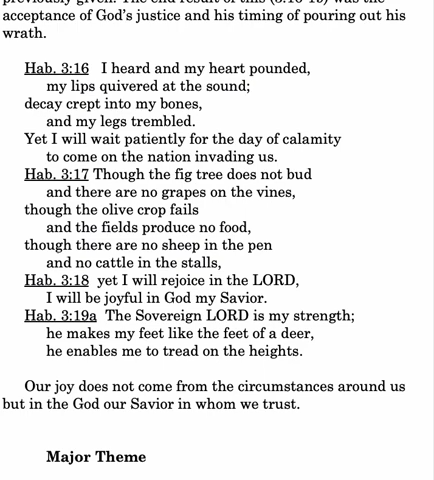 acceptance of God's justice and his timing of pouring out his
wrath.
Hab. 3:16 I heard and my heart pounded,
my lips quivered at the sound;
decay crept into my bones,
and my legs trembled.
Yet I will wait patiently for the day of calamity
to come on the nation invading us.
Hab. 3:17 Though the fig tree does not bud
and there are no grapes on the vines,
though the olive crop fails
and the fields produce no food,
though there are no sheep in the pen
and no cattle in the stalls,
Hab. 3:18 yet I will rejoice in the LORD,
I will be joyful in God my Savior.
Hab. 3:19a The Sovereign LORD is my strength;
he makes my feet like the feet of a deer,
he enables me to tread on the heights.
Our joy does not come from the circumstances around us
but in the God our Savior in whom we trust.
Major Theme